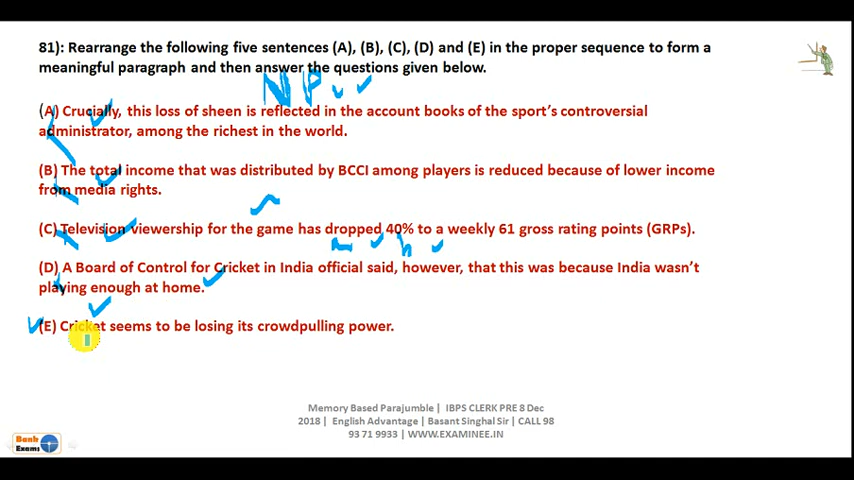 81): Rearrange the following five sentences (A), (B), (C), (D) and (E) in the proper sequence to form a
meaningful paragraph and then answer the questions given below.
NP
(A) Crucially, this loss of sheen is reflected in the account books of the sport's controversial
administrator, among the richest in the world.
(B) The total income that was distributed by BCCI among players is reduced because of lower income
from media rights.
(C) Television viewership for the game has dropped 40% to a weekly 61 gross rating points (GRPs).
(D) A Board of Control for Cricket in India official said, however, that this was because India wasn't
playing enough at home.
(E) Cricket seems to be losing its crowdpulling power.
Memory Based Parajumble | IBPS CLERK PRE 8 Dec
2018 | English Advantage | Basant Singhal Sir | CALL 98
93 71 9933 | WWW.EXAMINEE.IN
Bank
Exams